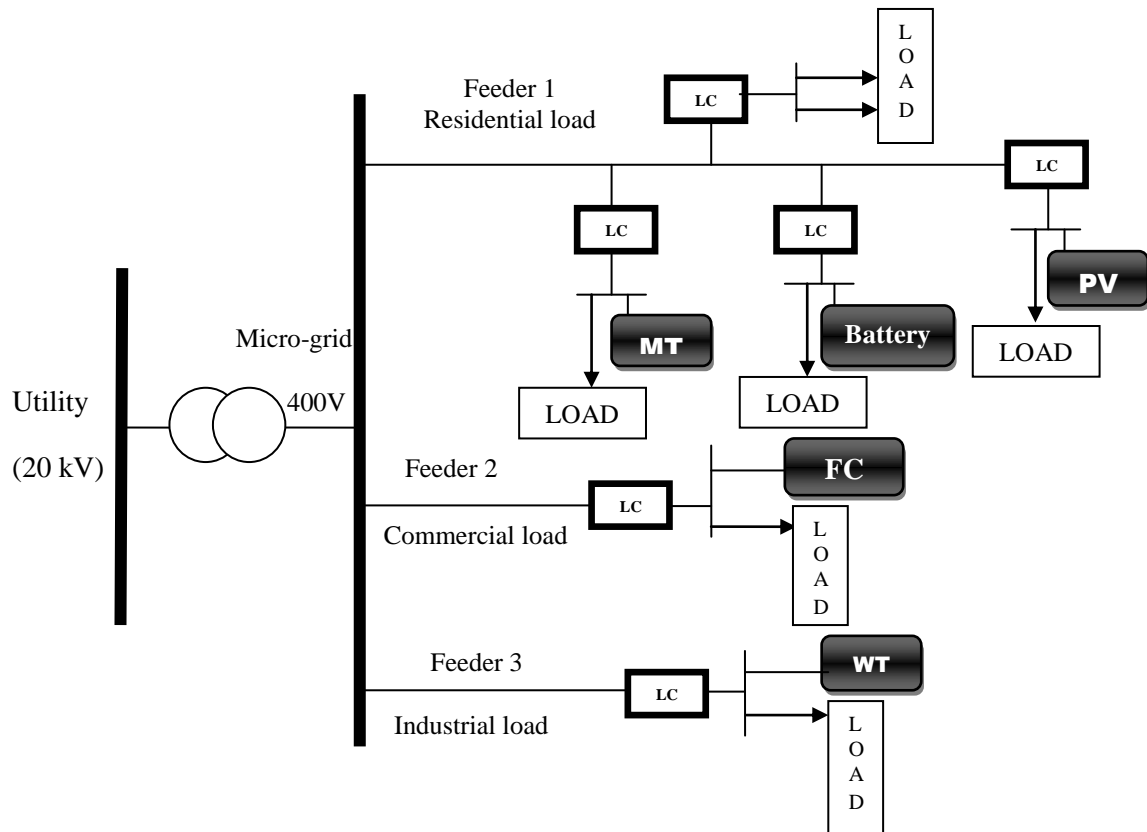 L
O
A
D
LC
Feeder 1
Residential load
LC
LC
LC
PV
MT
Battery
LOAD
LOAD
LOAD
Micro-grid
400V
Utility
(20 kV)
Feeder 2
Commercial load
LC
FC
L
O
A
D
Feeder 3
Industrial load
LC
WT
L
O
A
D